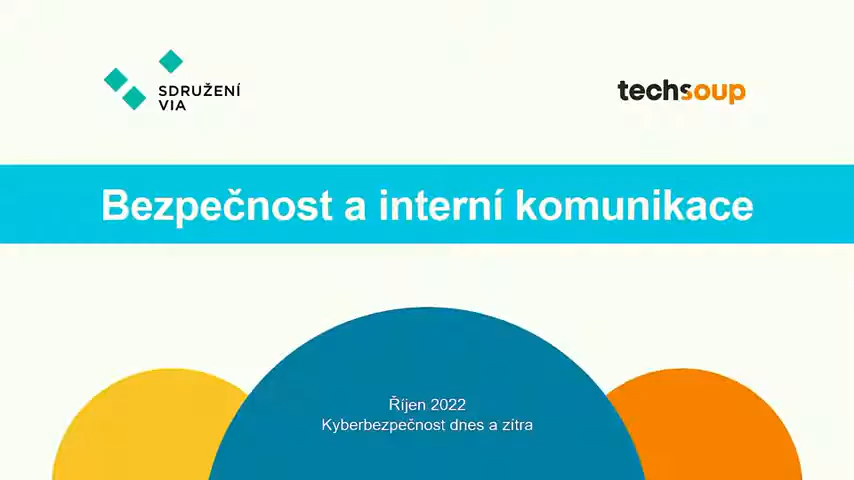 SDRUŽENÍ
VIA
techsoup
Bezpečnost a interní komunikace
Říjen 2022
Kyberbezpečnost dnes a zítra